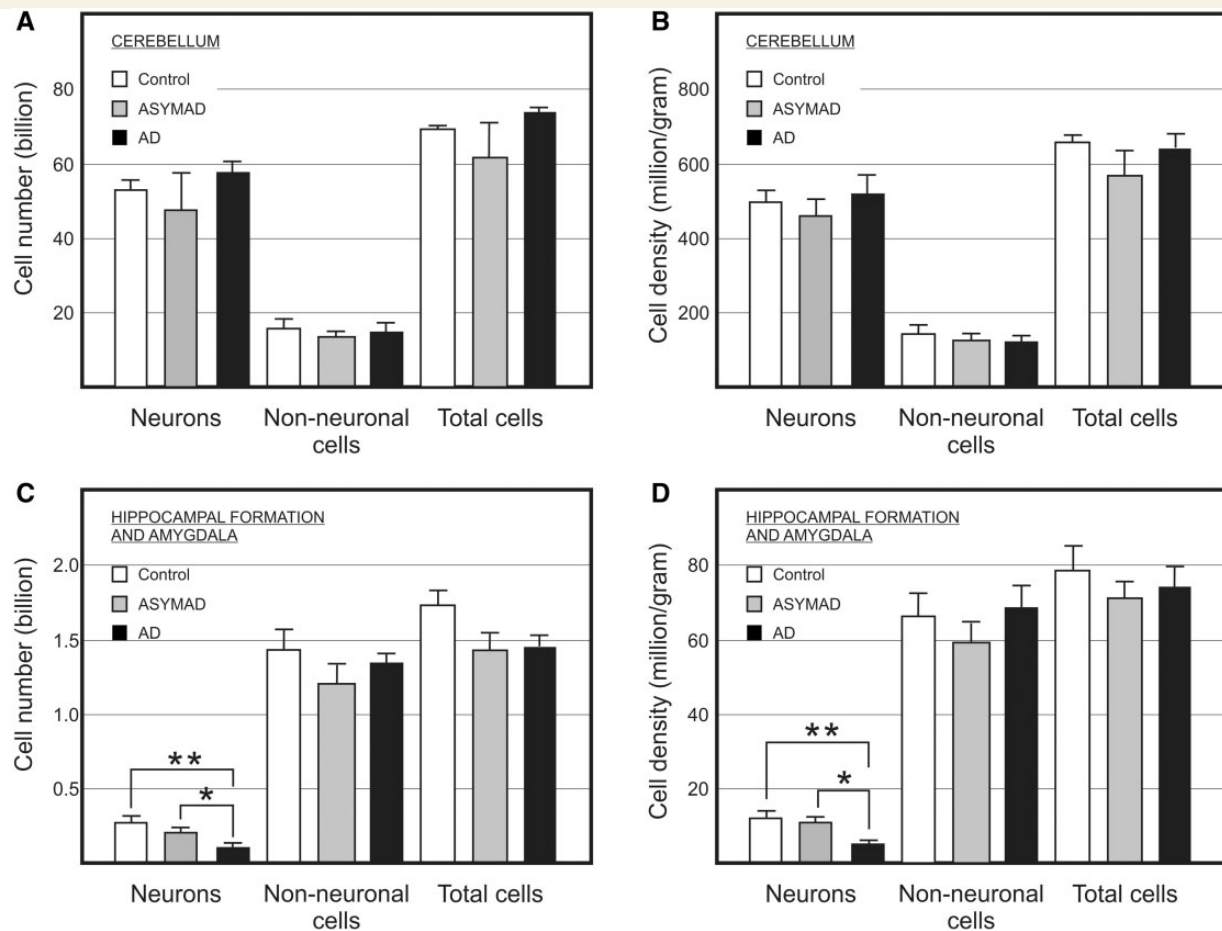 A
CEREBELLUM
Control
ASYMAD
AD
Cell number (billion)
80
60
40
20
Neurons
Non-neuronal
cells
Total cells
B
CEREBELLUM
Control
ASYMAD
AD
Cell density (million/gram)
800
600
400
200
Neurons
Non-neuronal
cells
Total cells
C
HIPPOCAMPAL FORMATION
AND AMYGDALA
Control
ASYMAD
AD
Cell number (billion)
2.0
1.5
1.0
0.5
**
*
Neurons
Non-neuronal
cells
Total cells
D
HIPPOCAMPAL FORMATION
AND AMYGDALA
Control
ASYMAD
AD
Cell density (million/gram)
80
60
40
20
**
*
Neurons
Non-neuronal
cells
Total cells